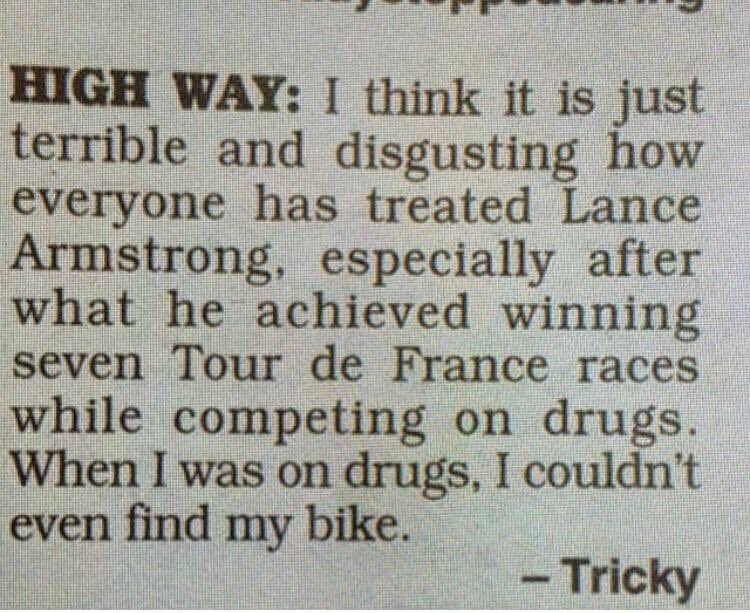 HIGH WAY: I think it is just
terrible and disgusting how
everyone has treated Lance
Armstrong, especially after
what he achieved winning
seven Tour de France races
while competing on drugs.
When I was on drugs, I couldn't
even find my bike.
– Tricky